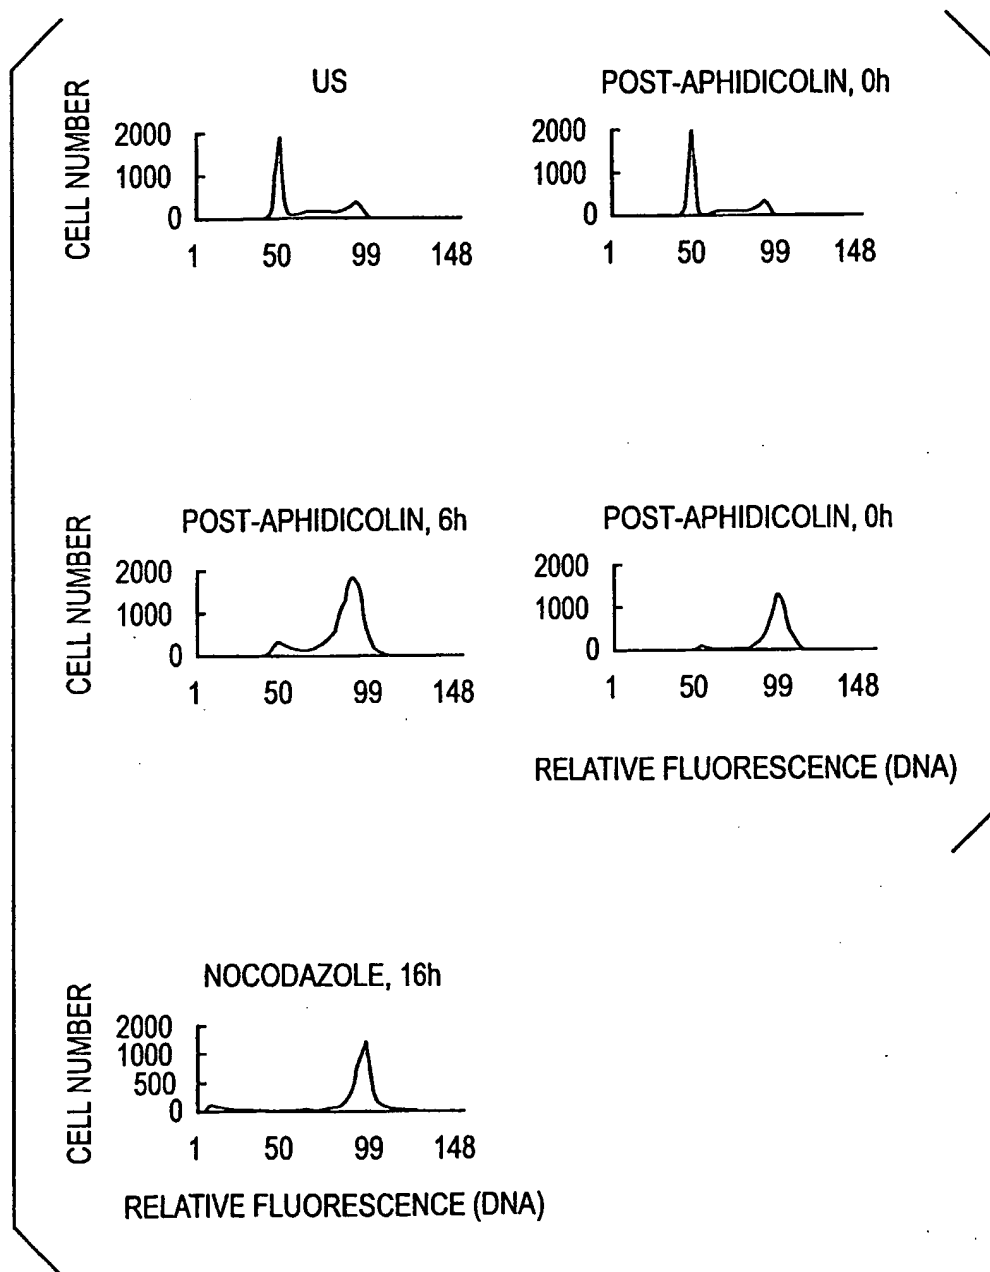 US
CELL NUMBER
2000
1000
0
1 50 99 148
POST-APHIDICOLIN, 0h
2000
1000
0
1 50 99 148
POST-APHIDICOLIN, 6h
CELL NUMBER
2000
1000
0
1 50 99 148
POST-APHIDICOLIN, 0h
2000
1000
0
1 50 99 148
RELATIVE FLUORESCENCE (DNA)
NOCODAZOLE, 16h
CELL NUMBER
2000
1000
500
0
1 50 99 148
RELATIVE FLUORESCENCE (DNA)